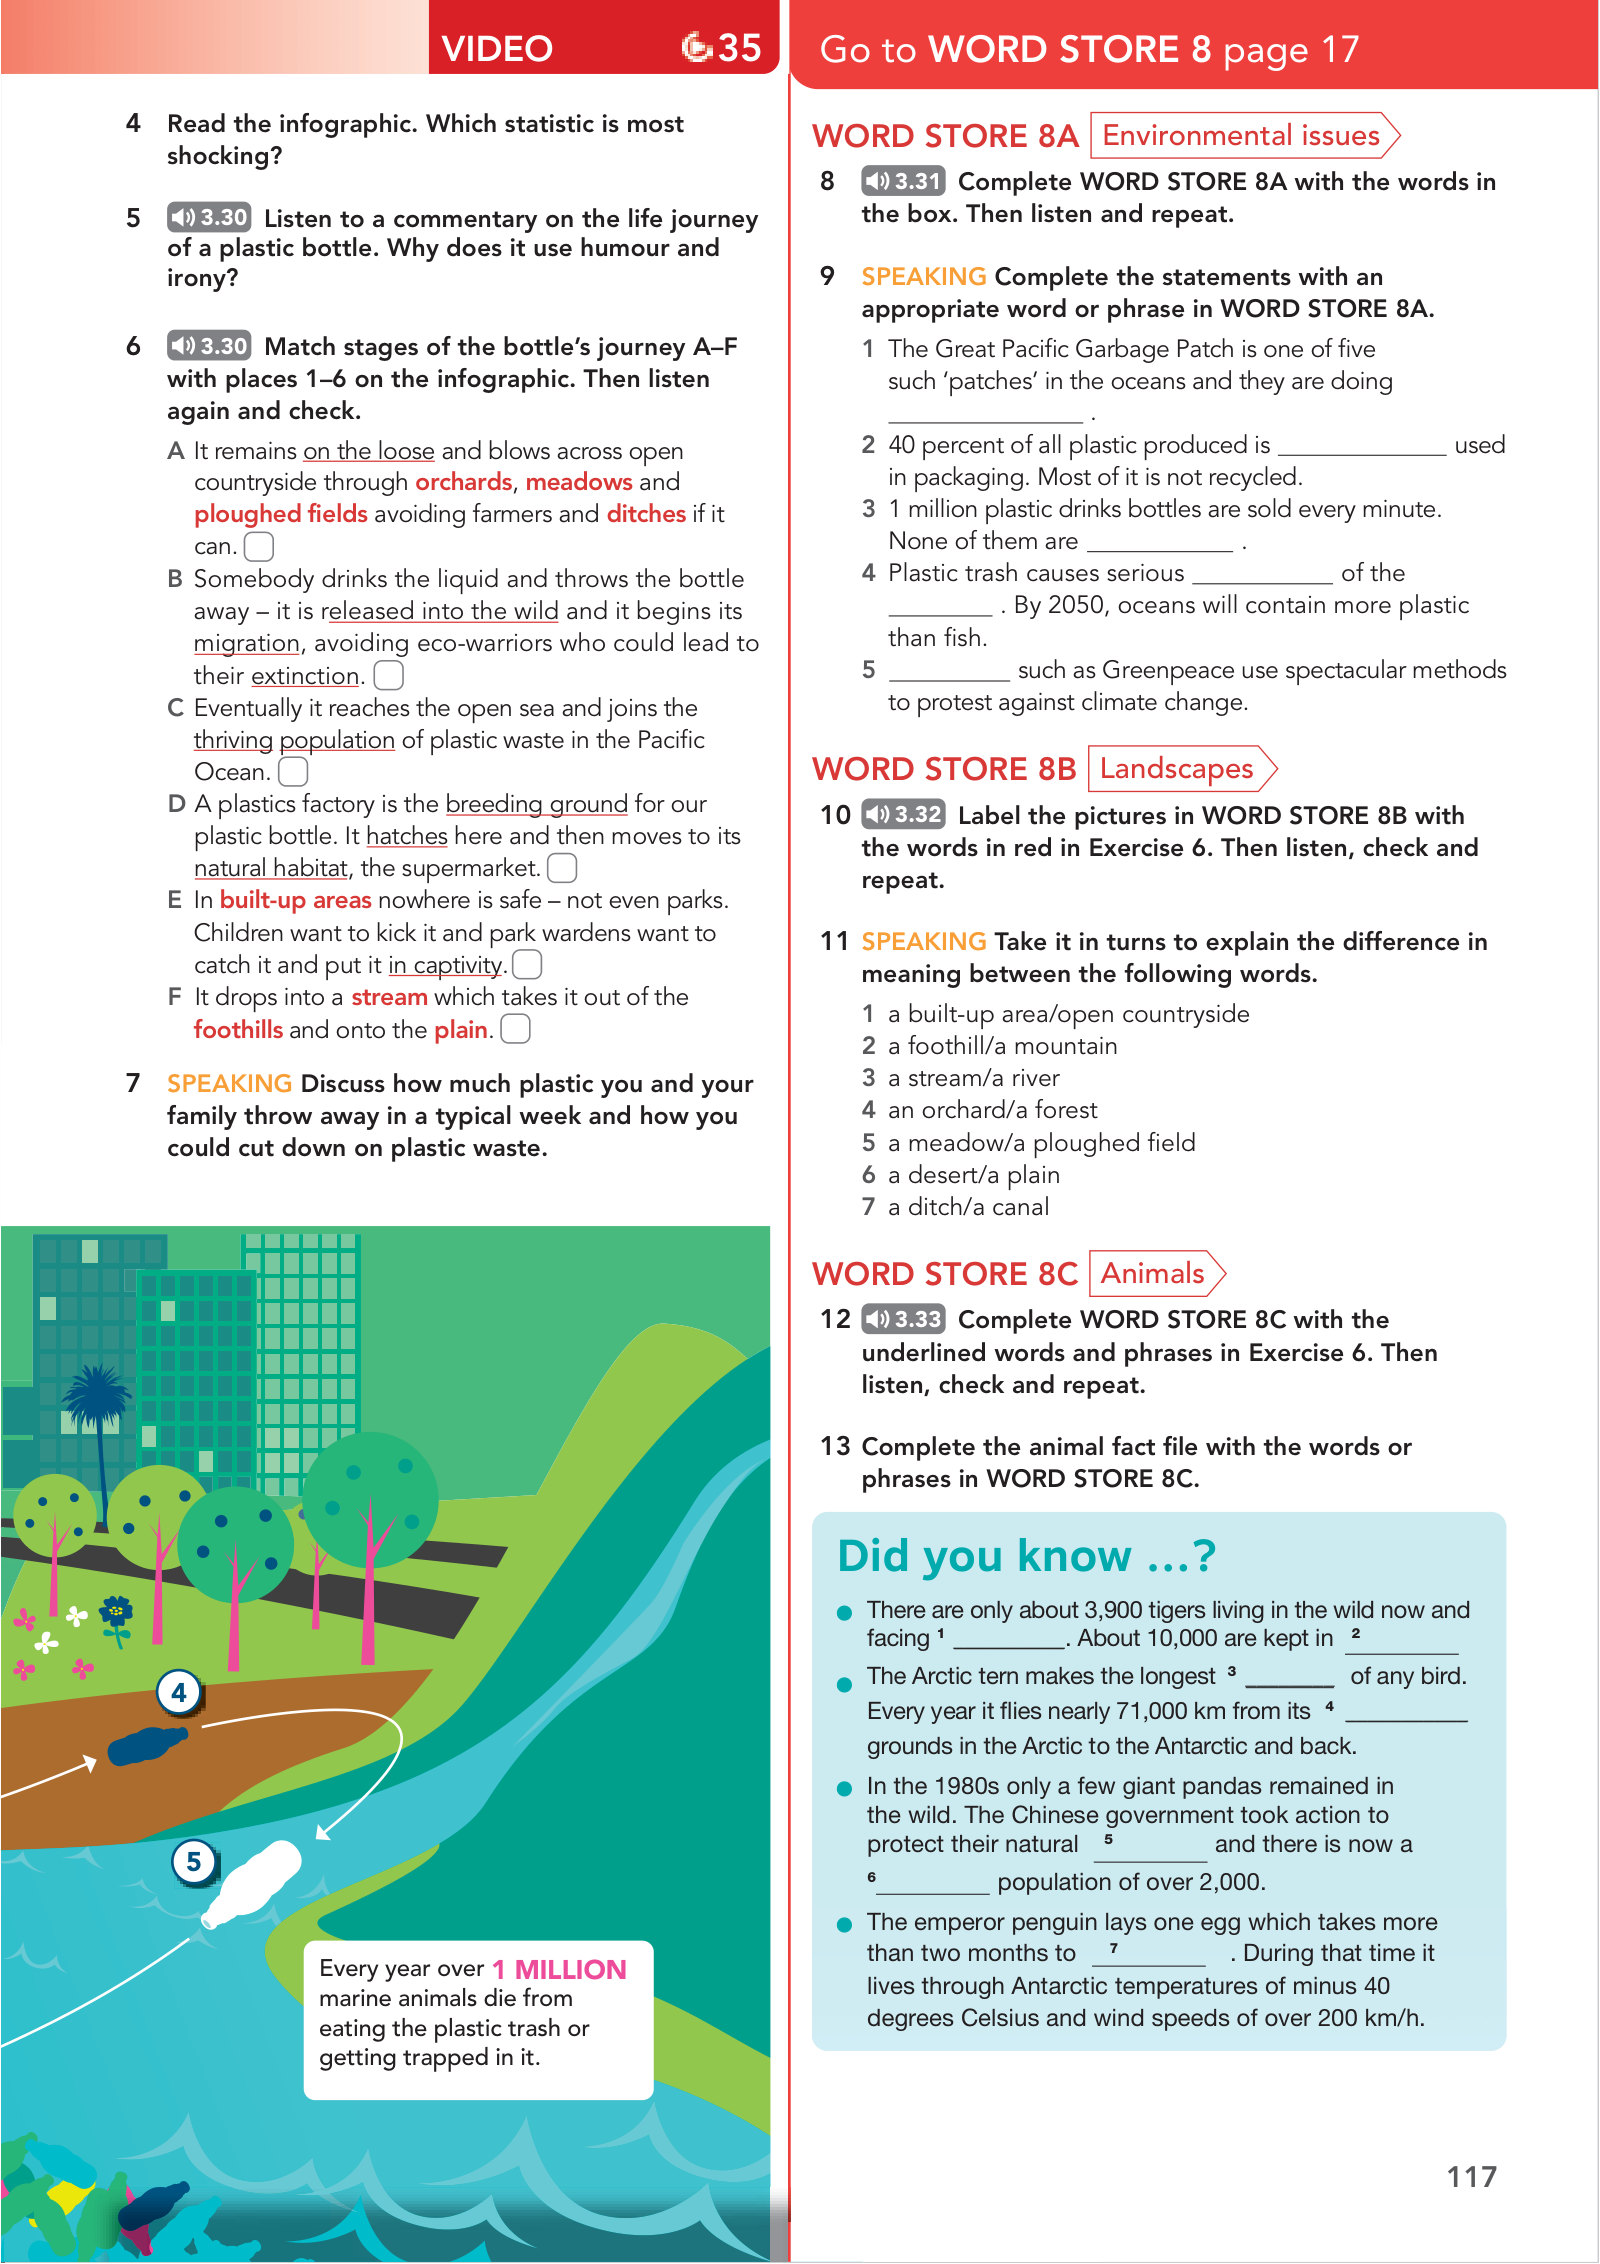 VIDEO 35
4 Read the infographic. Which statistic is most
shocking?
5 3.30 Listen to a commentary on the life journey
of a plastic bottle. Why does it use humour and
irony?
6 3.30 Match stages of the bottle's journey A–F
with places 1–6 on the infographic. Then listen
again and check.
A It remains on the loose and blows across open
countryside through orchards, meadows and
ploughed fields avoiding farmers and ditches if it
can.
B Somebody drinks the liquid and throws the bottle
away – it is released into the wild and it begins its
migration, avoiding eco-warriors who could lead to
their extinction.
C Eventually it reaches the open sea and joins the
thriving population of plastic waste in the Pacific
Ocean.
D A plastics factory is the breeding ground for our
plastic bottle. It hatches here and then moves to its
natural habitat, the supermarket.
E In built-up areas nowhere is safe – not even parks.
Children want to kick it and park wardens want to
catch it and put it in captivity.
F It drops into a stream which takes it out of the
foothills and onto the plain.
7 SPEAKING Discuss how much plastic you and your
family throw away in a typical week and how you
could cut down on plastic waste.
4
5
Every year over 1 MILLION
marine animals die from
eating the plastic trash or
getting trapped in it.
Go to WORD STORE 8 page 17
WORD STORE 8A Environmental issues
8 3.31 Complete WORD STORE 8A with the words in
the box. Then listen and repeat.
9 SPEAKING Complete the statements with an
appropriate word or phrase in WORD STORE 8A.
1 The Great Pacific Garbage Patch is one of five
such 'patches' in the oceans and they are doing
______________ .
2 40 percent of all plastic produced is ____________ used
in packaging. Most of it is not recycled.
3 1 million plastic drinks bottles are sold every minute.
None of them are __________ .
4 Plastic trash causes serious __________ of the
________ . By 2050, oceans will contain more plastic
than fish.
5 _________ such as Greenpeace use spectacular methods
to protest against climate change.
WORD STORE 8B Landscapes
10 3.32 Label the pictures in WORD STORE 8B with
the words in red in Exercise 6. Then listen, check and
repeat.
11 SPEAKING Take it in turns to explain the difference in
meaning between the following words.
1 a built-up area/open countryside
2 a foothill/a mountain
3 a stream/a river
4 an orchard/a forest
5 a meadow/a ploughed field
6 a desert/a plain
7 a ditch/a canal
WORD STORE 8C Animals
12 3.33 Complete WORD STORE 8C with the
underlined words and phrases in Exercise 6. Then
listen, check and repeat.
13 Complete the animal fact file with the words or
phrases in WORD STORE 8C.
Did you know ...?
● There are only about 3,900 tigers living in the wild now and
facing 1 ________. About 10,000 are kept in 2 ________
● The Arctic tern makes the longest 3 ______ of any bird.
Every year it flies nearly 71,000 km from its 4 ________
grounds in the Arctic to the Antarctic and back.
● In the 1980s only a few giant pandas remained in
the wild. The Chinese government took action to
protect their natural 5 ________ and there is now a
6 ________ population of over 2,000.
● The emperor penguin lays one egg which takes more
than two months to 7 ________ . During that time it
lives through Antarctic temperatures of minus 40
degrees Celsius and wind speeds of over 200 km/h.
117